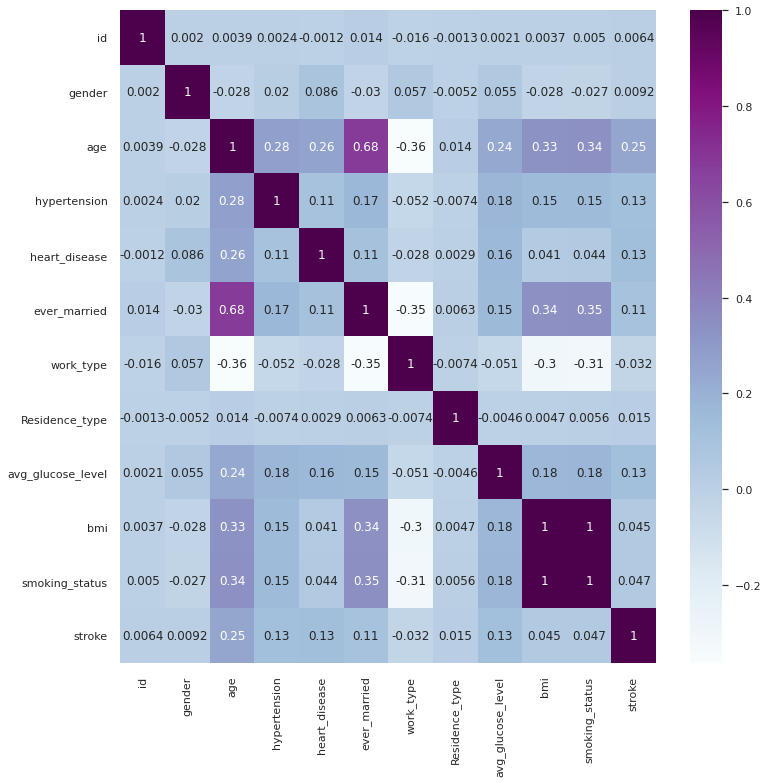 id 1 0.002 0.0039 0.0024 -0.0012 0.014 -0.016 -0.0013 0.0021 0.0037 0.005 0.0064
gender 0.002 1 -0.028 0.02 0.086 -0.03 0.057 -0.0052 0.055 -0.028 -0.027 0.0092
age 0.0039 -0.028 1 0.28 0.26 0.68 -0.36 0.014 0.24 0.33 0.34 0.25
hypertension 0.0024 0.02 0.28 1 0.11 0.17 -0.052 -0.0074 0.18 0.15 0.15 0.13
heart_disease -0.0012 0.086 0.26 0.11 1 0.11 -0.028 0.0029 0.16 0.041 0.044 0.13
ever_married 0.014 -0.03 0.68 0.17 0.11 1 -0.35 0.0063 0.15 0.34 0.35 0.11
work_type -0.016 0.057 -0.36 -0.052 -0.028 -0.35 1 -0.0074 -0.051 -0.3 -0.31 -0.032
Residence_type -0.0013 -0.0052 0.014 -0.0074 0.0029 0.0063 -0.0074 1 -0.0046 0.0047 0.0056 0.015
avg_glucose_level 0.0021 0.055 0.24 0.18 0.16 0.15 -0.051 -0.0046 1 0.18 0.18 0.13
bmi 0.0037 -0.028 0.33 0.15 0.041 0.34 -0.3 0.0047 0.18 1 1 0.045
smoking_status 0.005 -0.027 0.34 0.15 0.044 0.35 -0.31 0.0056 0.18 1 1 0.047
stroke 0.0064 0.0092 0.25 0.13 0.13 0.11 -0.032 0.015 0.13 0.045 0.047 1
id gender age hypertension heart_disease ever_married work_type Residence_type avg_glucose_level bmi smoking_status stroke
1.0
0.8
0.6
0.4
0.2
0.0
−0.2